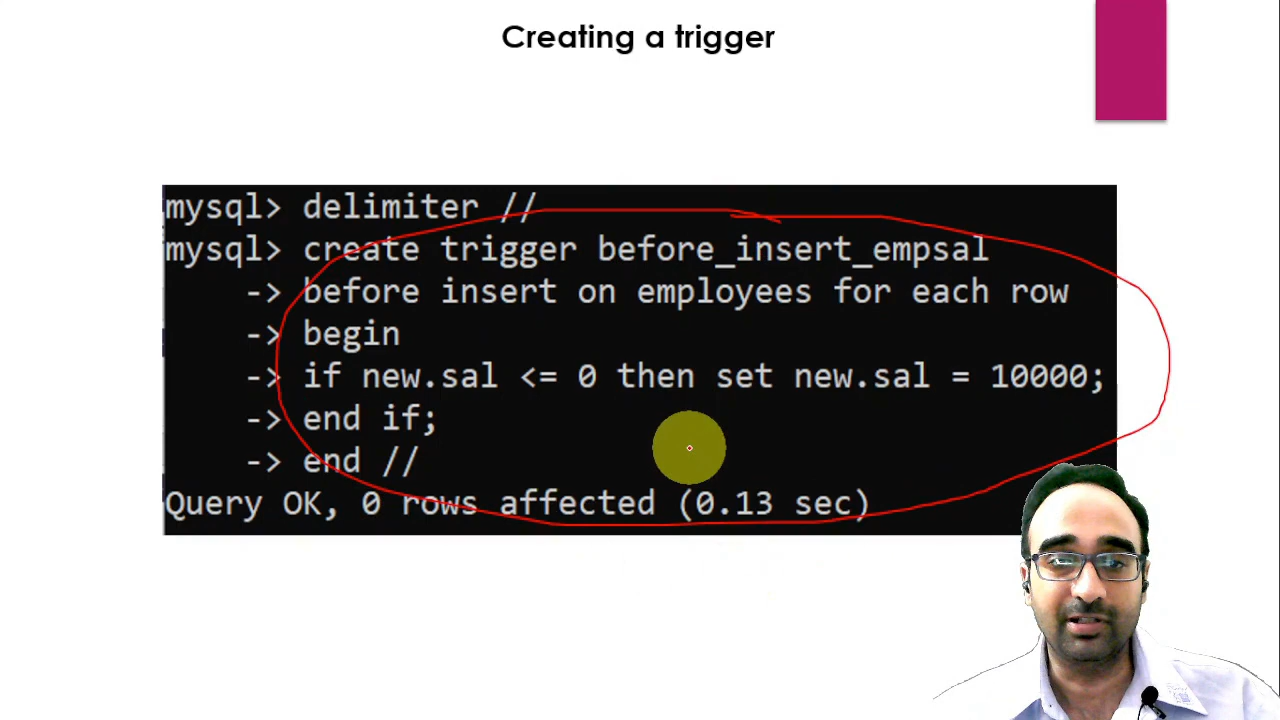 Creating a trigger
mysql> delimiter //
mysql> create trigger before_insert_empsal
-> before insert on employees for each row
-> begin
-> if new.sal <= 0 then set new.sal = 10000;
-> end if;
-> end //
Query OK, 0 rows affected (0.13 sec)